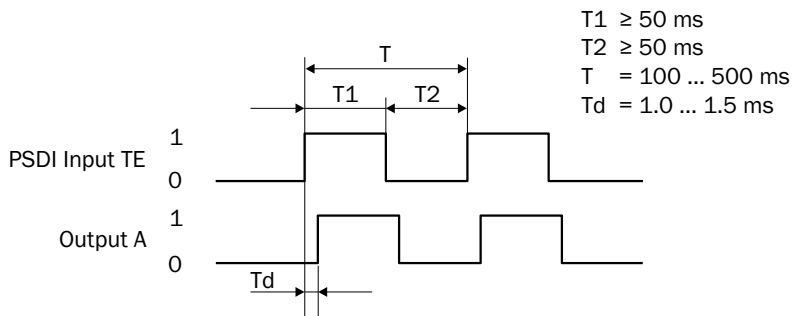 T1 ≥ 50 ms
T2 ≥ 50 ms
T = 100 ... 500 ms
Td = 1.0 ... 1.5 ms
T
T1 T2
PSDI Input TE 1
0
Output A 1
0
Td